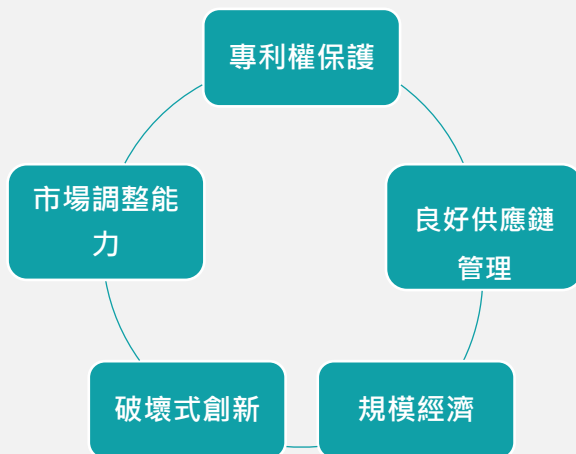 專利權保護
市場調整能
力
良好供應鏈
管理
破壞式創新
規模經濟